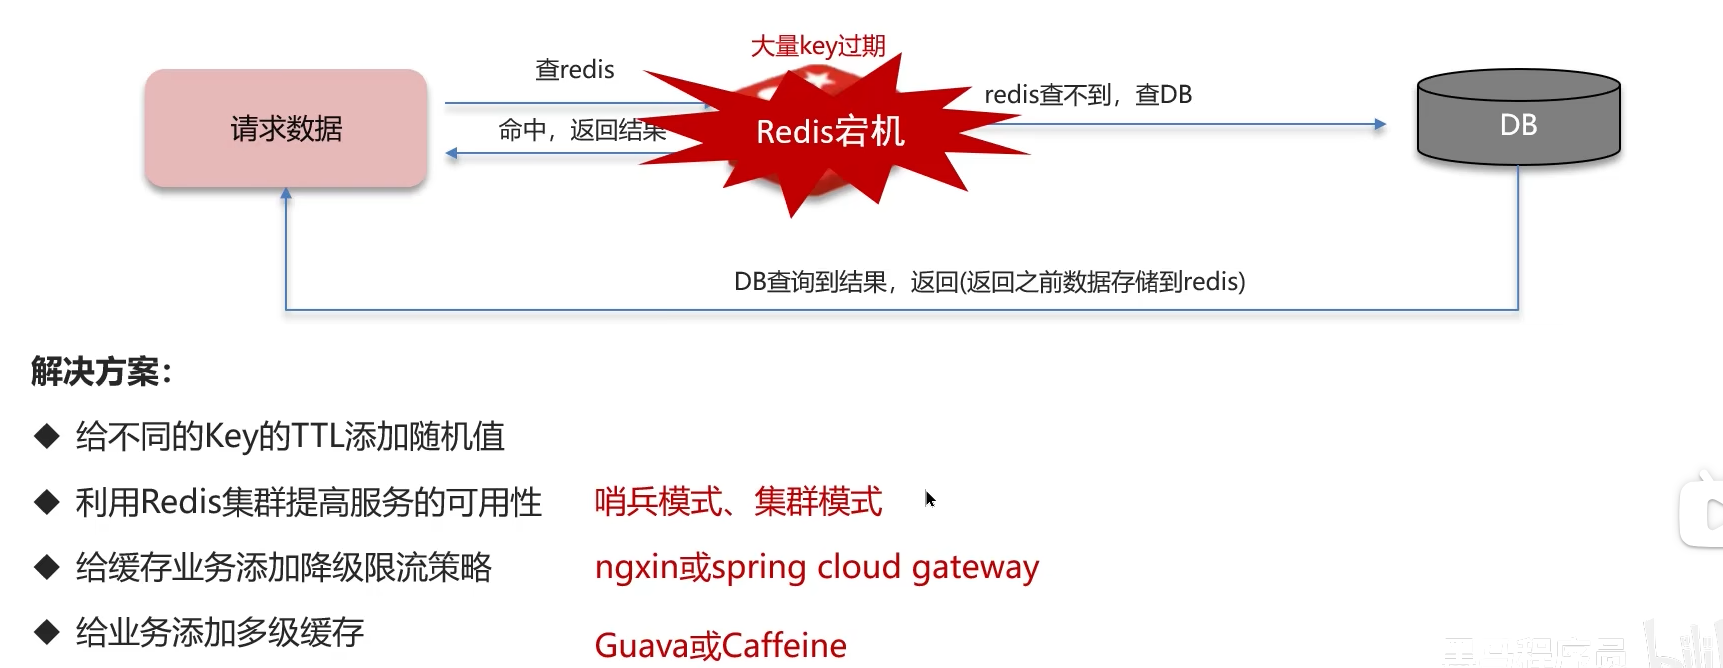 大量key过期
查redis
redis查不到，查DB
请求数据
命中，返回结果
Redis宕机
DB
DB查询到结果，返回(返回之前数据存储到redis)
解决方案：
给不同的Key的TTL添加随机值
利用Redis集群提高服务的可用性 哨兵模式、集群模式
给缓存业务添加降级限流策略 ngxin或spring cloud gateway
给业务添加多级缓存 Guava或Caffeine